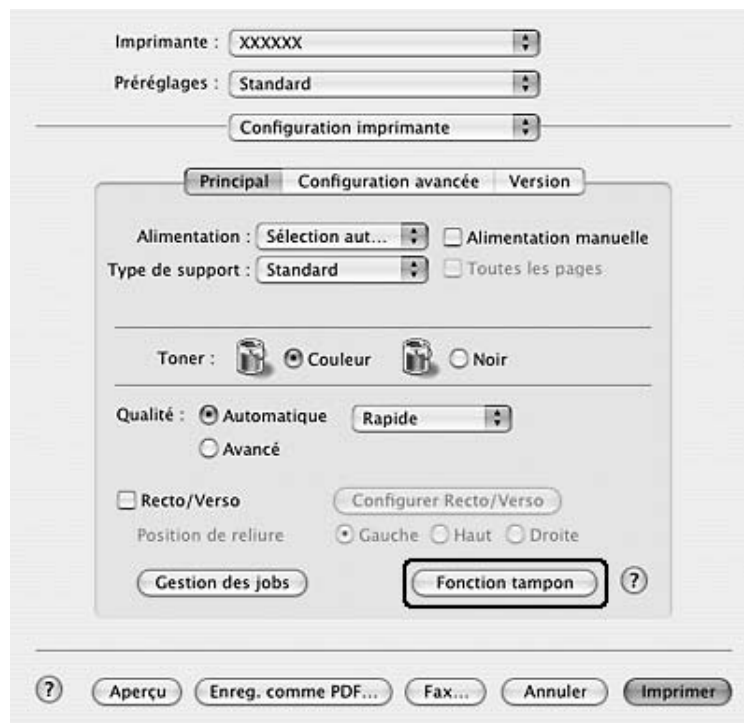 Imprimante : XXXXXX
Préréglages : Standard
Configuration imprimante
Principal Configuration avancée Version
Alimentation : Sélection aut... Alimentation manuelle
Type de support : Standard Toutes les pages
Toner : Couleur Noir
Qualité : Automatique Rapide
Avancé
Recto/Verso Configurer Recto/Verso
Position de reliure Gauche Haut Droite
Gestion des jobs Fonction tampon ?
? Aperçu Enreg. comme PDF... Fax... Annuler Imprimer